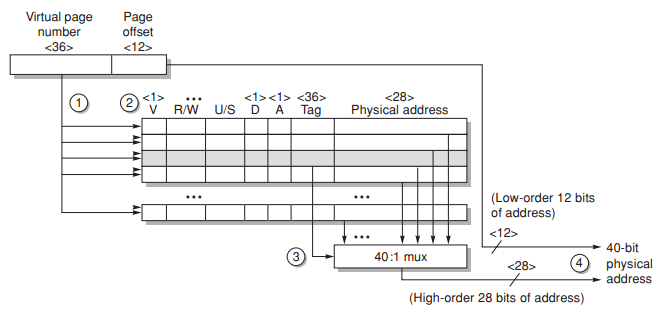 Virtual page number <36>
Page offset <12>
1
2
<1> ... <1> <1> <36> <28>
V R/W U/S D A Tag Physical address
... ...
(Low-order 12 bits of address)
...
<12>
3
40:1 mux
<28>
4
40-bit physical address
(High-order 28 bits of address)